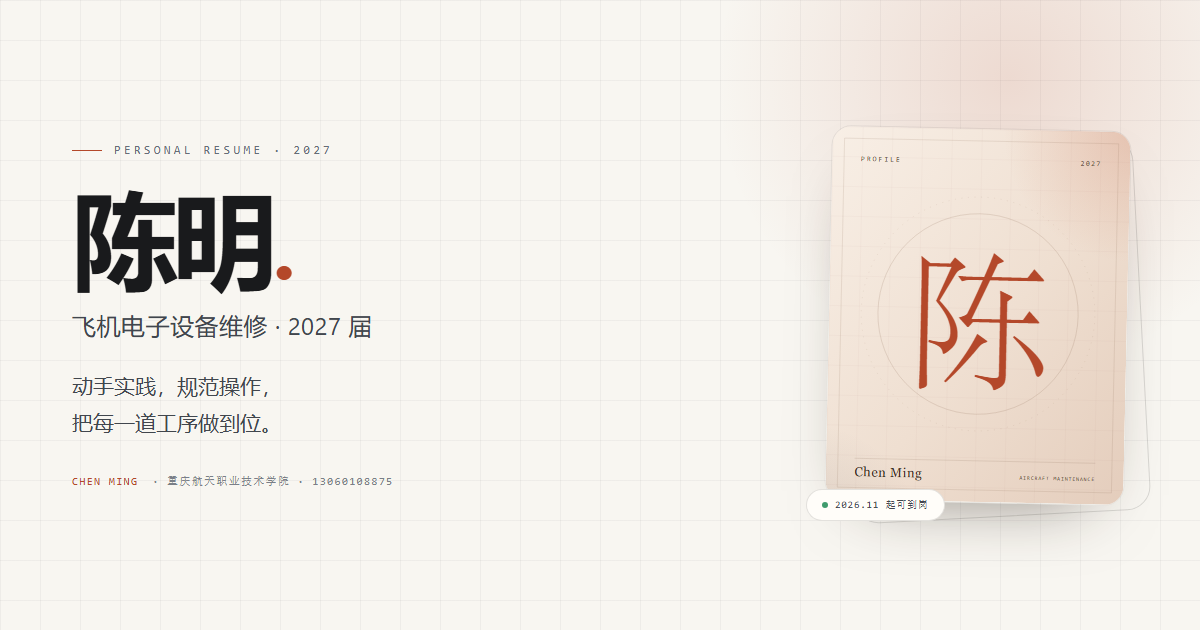 PERSONAL RESUME · 2027
陈明.
飞机电子设备维修 · 2027 届
动手实践，规范操作，
把每一道工序做到位。
CHEN MING · 重庆航天职业技术学院 · 13060108875
PROFILE
2027
陈
Chen Ming
AIRCRAFT MAINTENANCE
2026.11 起可到岗